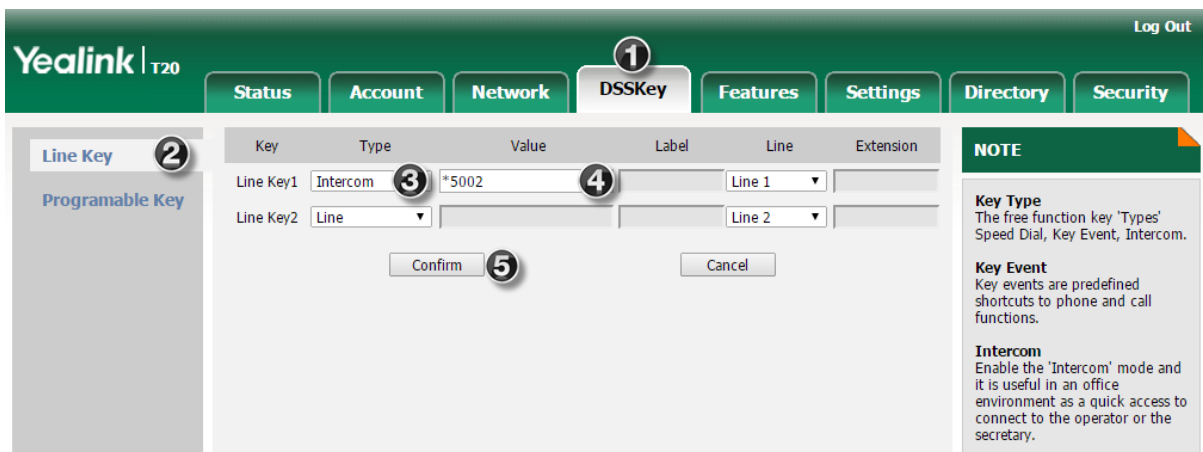 Log Out
Yealink T20
1
Status Account Network DSSKey Features Settings Directory Security
Line Key 2
Programable Key
Key Type Value Label Line Extension
Line Key1 Intercom 3 *5002 4 Line 1
Line Key2 Line Line 2
Confirm 5 Cancel
NOTE
Key Type
The free function key 'Types'
Speed Dial, Key Event, Intercom.
Key Event
Key events are predefined
shortcuts to phone and call
functions.
Intercom
Enable the 'Intercom' mode and
it is useful in an office
environment as a quick access to
connect to the operator or the
secretary.